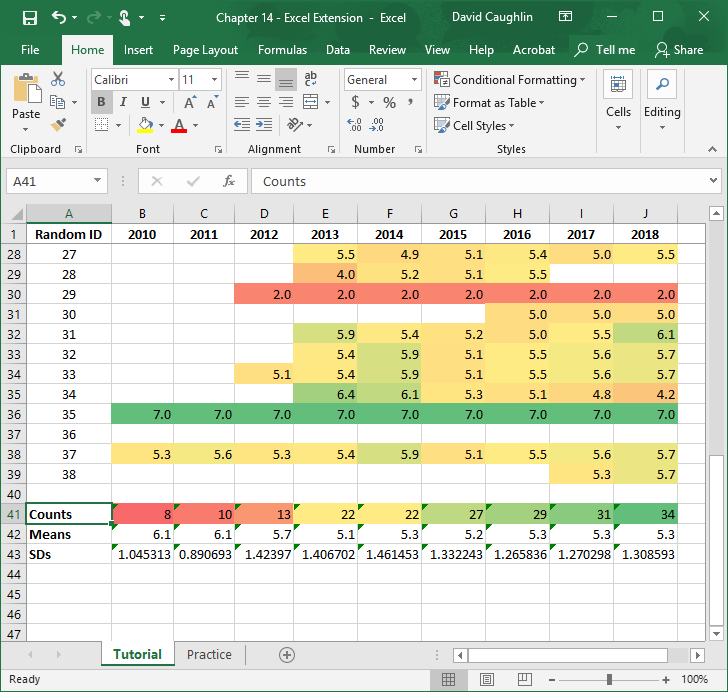 Chapter 14 - Excel Extension - Excel David Caughlin
File Home Insert Page Layout Formulas Data Review View Help Acrobat Tell me Share
Paste Calibri 11 General Conditional Formatting
B I U A A ab c $ % , Format as Table Cells Editing
A .00 .0 Cell Styles
Clipboard Font Alignment Number Styles
A41 fx Counts
A B C D E F G H I J
1 Random ID 2010 2011 2012 2013 2014 2015 2016 2017 2018
28 27 5.5 4.9 5.1 5.4 5.0 5.5
29 28 4.0 5.2 5.1 5.5
30 29 2.0 2.0 2.0 2.0 2.0 2.0 2.0
31 30 5.0 5.0 5.0
32 31 5.9 5.4 5.2 5.0 5.5 6.1
33 32 5.4 5.9 5.1 5.5 5.6 5.7
34 33 5.1 5.4 5.9 5.1 5.5 5.6 5.7
35 34 6.4 6.1 5.3 5.1 4.8 4.2
36 35 7.0 7.0 7.0 7.0 7.0 7.0 7.0 7.0 7.0
37 36
38 37 5.3 5.6 5.3 5.4 5.9 5.1 5.5 5.6 5.7
39 38 5.3 5.7
40
41 Counts 8 10 13 22 22 27 29 31 34
42 Means 6.1 6.1 5.7 5.1 5.3 5.2 5.3 5.3 5.3
43 SDs 1.045313 0.890693 1.42397 1.406702 1.461453 1.332243 1.265836 1.270298 1.308593
44
45
46
47
Tutorial Practice
Ready 100%